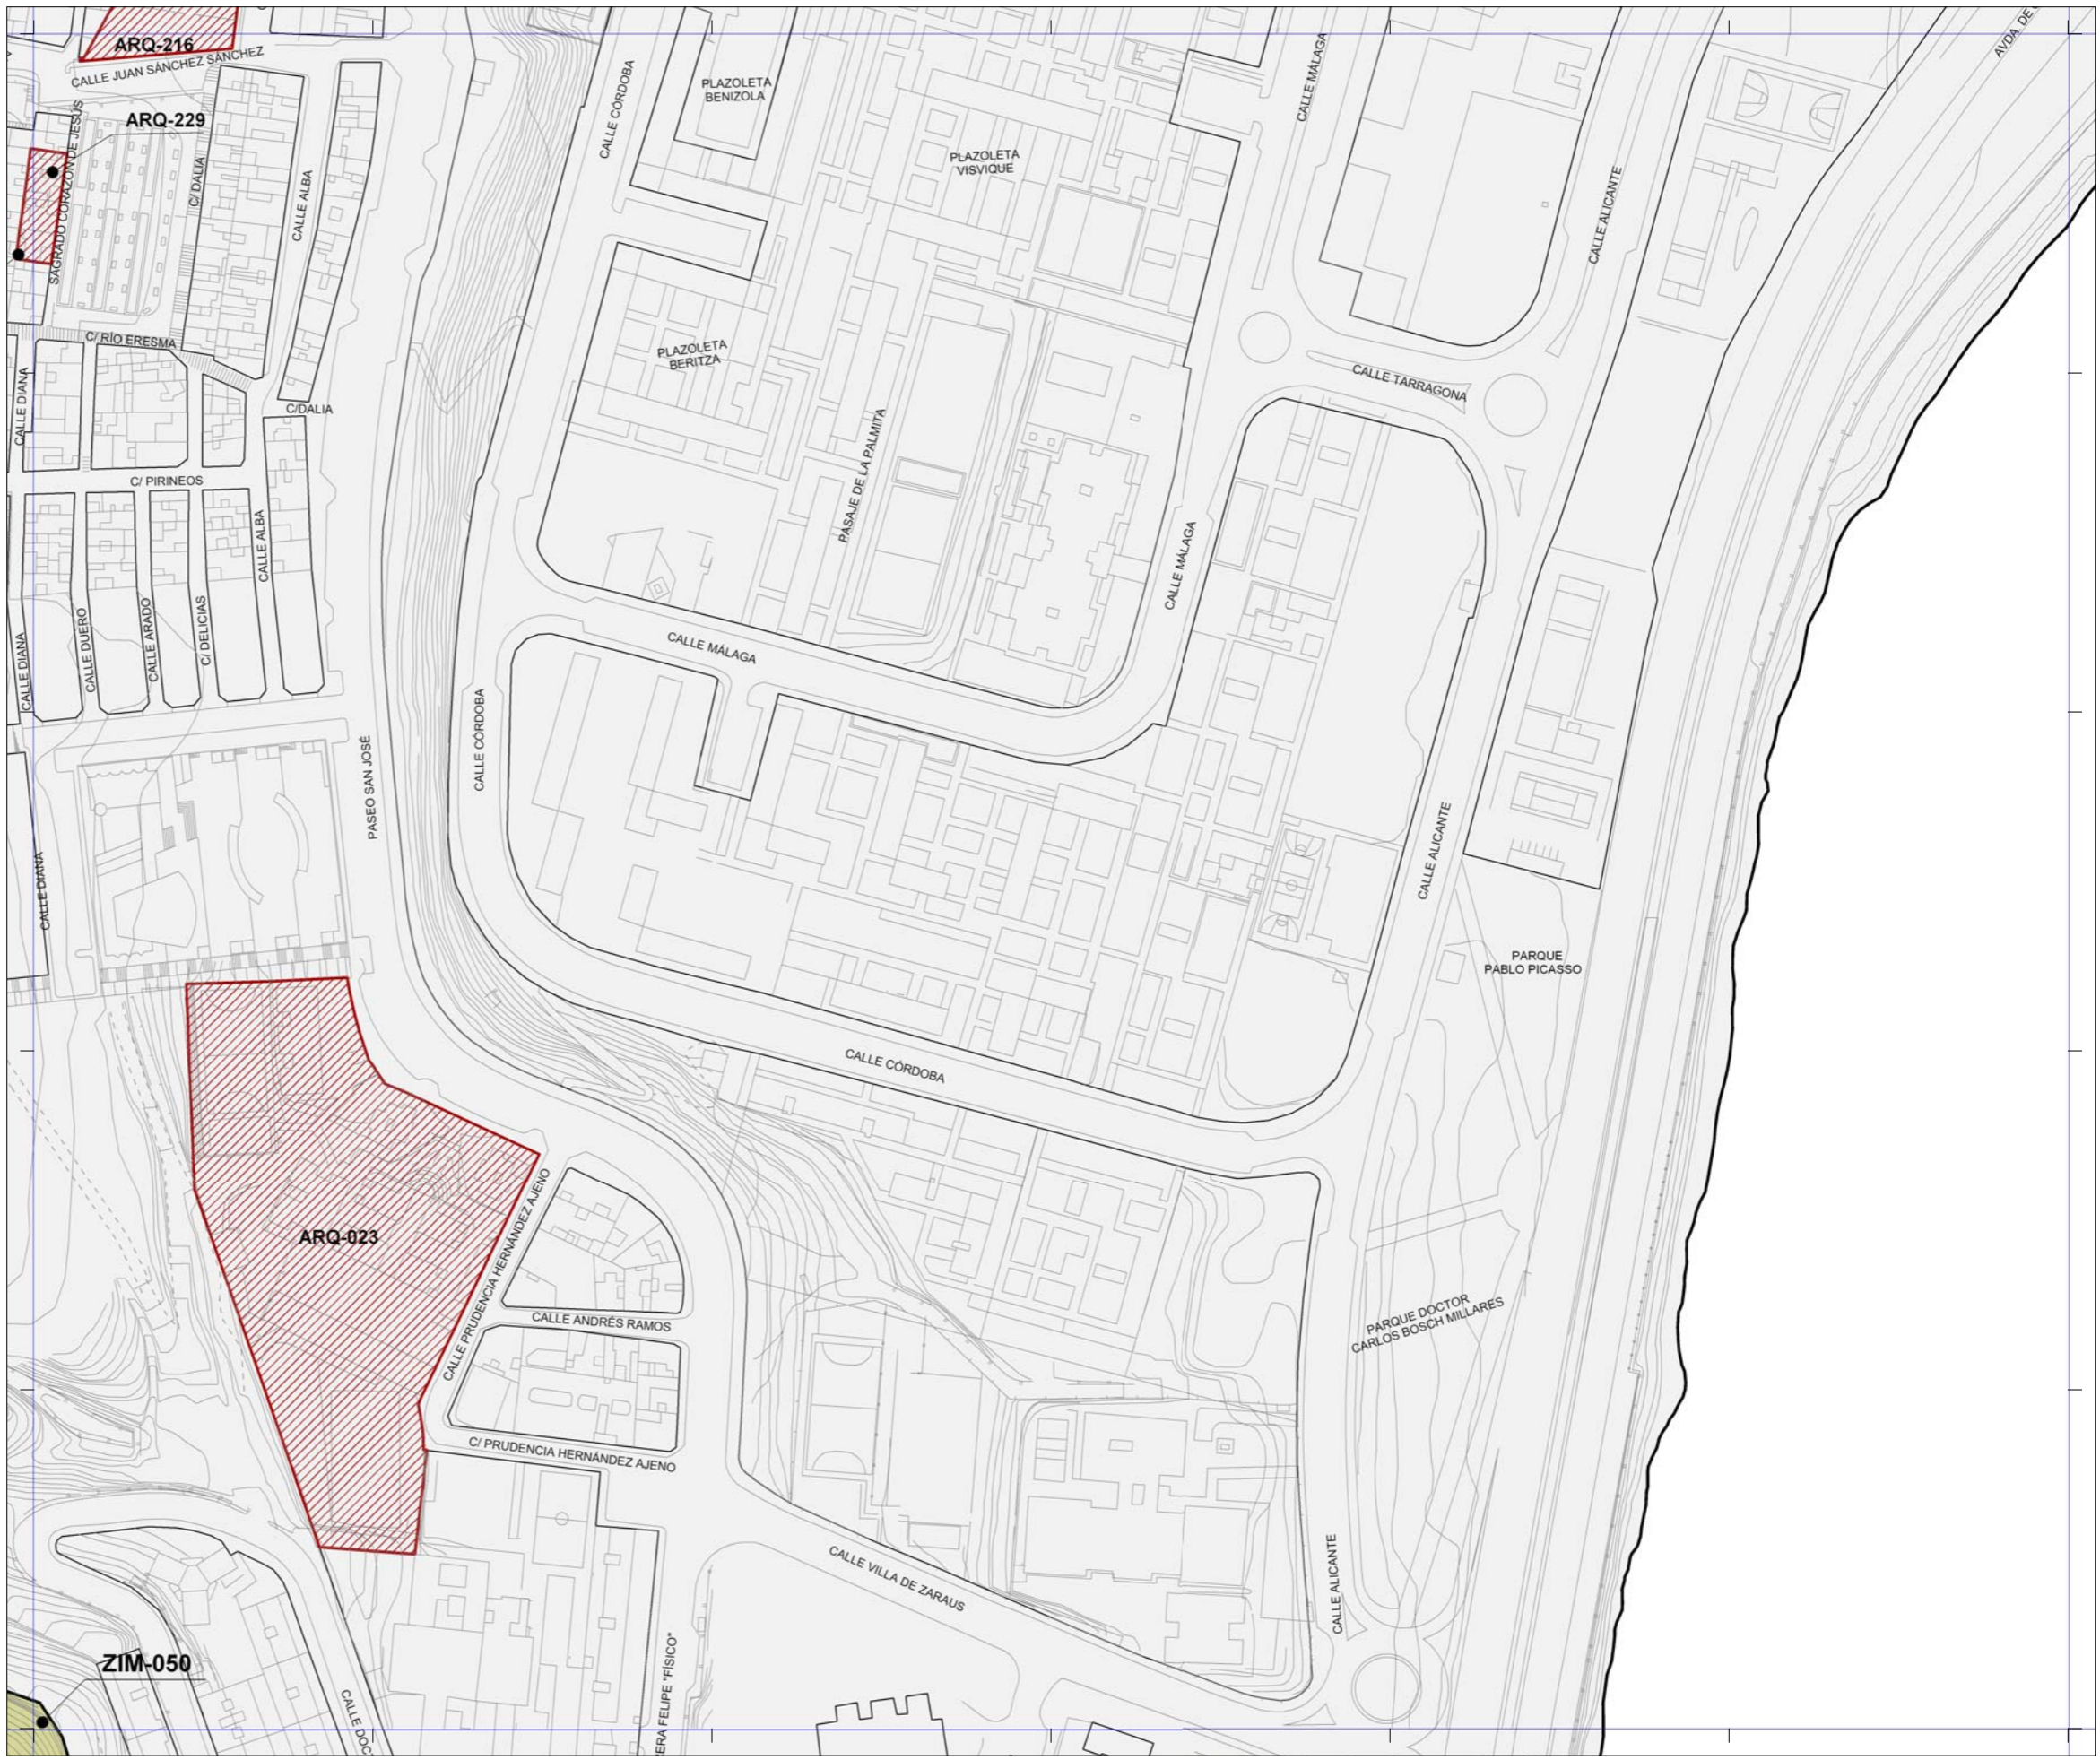 ARQ-216
CALLE JUAN SÁNCHEZ SÁNCHEZ
ARQ-229
SAGRADO CORAZÓN DE JESÚS
C/ DALIA
CALLE ALBA
CALLE CÓRDOBA
PLAZOLETA
BENIZOLA
PLAZOLETA
VISVIQUE
CALLE MÁLAGA
CALLE ALICANTE
AVDA. DE
C/ RÍO ERESMA
CALLE DIANA
C/DALIA
PLAZOLETA
BERITZA
PASAJE DE LA PALMITA
CALLE TARRAGONA
C/ PIRINEOS
CALLE ALBA
CALLE DIANA
CALLE DUERO
CALLE ARADO
C/ DELICIAS
CALLE MÁLAGA
CALLE MÁLAGA
CALLE CÓRDOBA
PASEO SAN JOSÉ
CALLE DIANA
CALLE ALICANTE
PARQUE
PABLO PICASSO
CALLE CÓRDOBA
ARQ-023
CALLE PRUDENCIA HERNÁNDEZ AJENO
CALLE ANDRÉS RAMOS
C/ PRUDENCIA HERNÁNDEZ AJENO
PARQUE DOCTOR
CARLOS BOSCH MILLARES
CALLE VILLA DE ZARAUS
CALLE ALICANTE
ZIM-050
CALLE DOC
ERA FELIPE "FÍSICO"